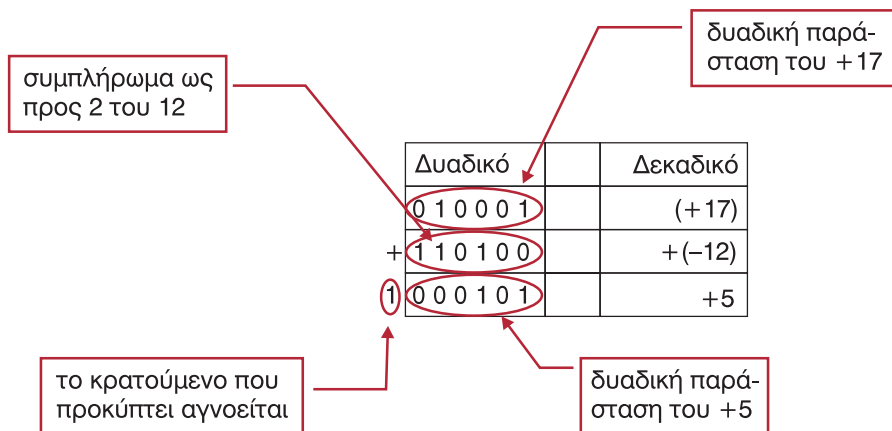 δυαδική παρά-
σταση του +17
συμπλήρωμα ως
προς 2 του 12
Δυαδικό Δεκαδικό
0 1 0 0 0 1 (+17)
+ 1 1 0 1 0 0 +(−12)
1 0 0 0 1 0 1 +5
το κρατούμενο που
προκύπτει αγνοείται
δυαδική παρά-
σταση του +5